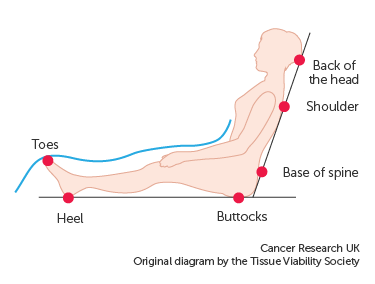 Back of
the head
Shoulder
Toes
Base of spine
Heel
Buttocks
Cancer Research UK
Original diagram by the Tissue Viability Society